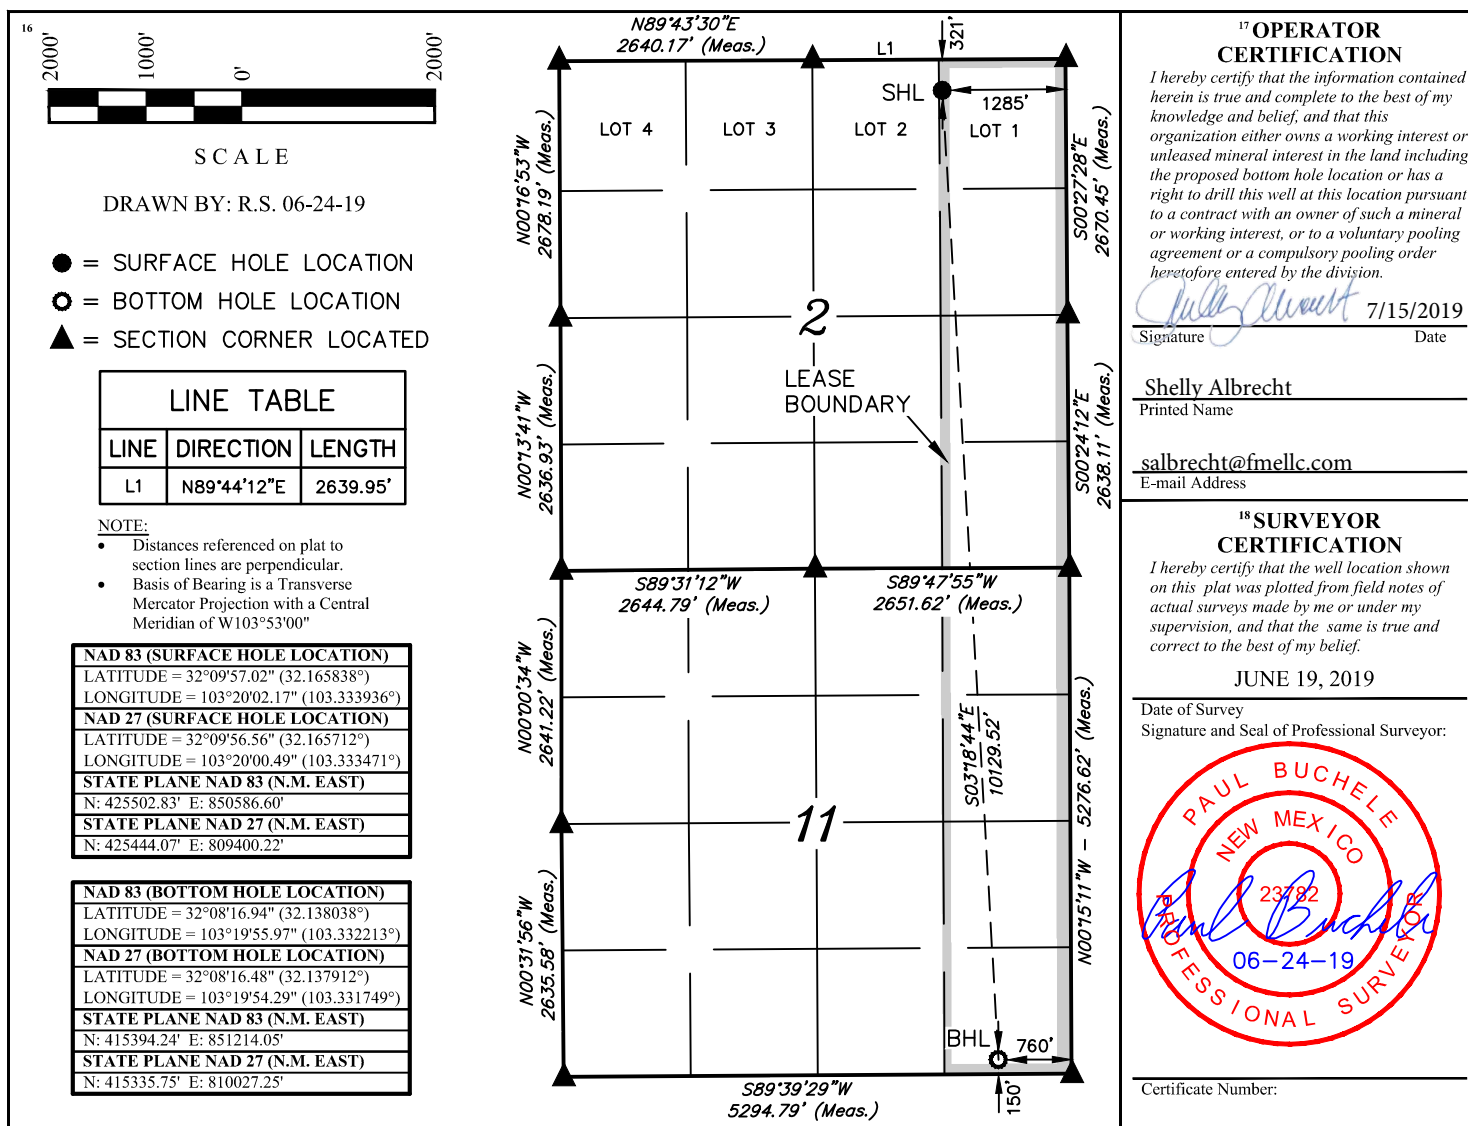 16
2000'
1000'
0'
2000'
SCALE
DRAWN BY: R.S. 06-24-19
= SURFACE HOLE LOCATION
= BOTTOM HOLE LOCATION
= SECTION CORNER LOCATED
LINE TABLE
LINE DIRECTION LENGTH
L1 N89°44'12"E 2639.95'
NOTE:
• Distances referenced on plat to
section lines are perpendicular.
• Basis of Bearing is a Transverse
Mercator Projection with a Central
Meridian of W103°53'00"
NAD 83 (SURFACE HOLE LOCATION)
LATITUDE = 32°09'57.02" (32.165838°)
LONGITUDE = 103°20'02.17" (103.333936°)
NAD 27 (SURFACE HOLE LOCATION)
LATITUDE = 32°09'56.56" (32.165712°)
LONGITUDE = 103°20'00.49" (103.333471°)
STATE PLANE NAD 83 (N.M. EAST)
N: 425502.83' E: 850586.60'
STATE PLANE NAD 27 (N.M. EAST)
N: 425444.07' E: 809400.22'
NAD 83 (BOTTOM HOLE LOCATION)
LATITUDE = 32°08'16.94" (32.138038°)
LONGITUDE = 103°19'55.97" (103.332213°)
NAD 27 (BOTTOM HOLE LOCATION)
LATITUDE = 32°08'16.48" (32.137912°)
LONGITUDE = 103°19'54.29" (103.331749°)
STATE PLANE NAD 83 (N.M. EAST)
N: 415394.24' E: 851214.05'
STATE PLANE NAD 27 (N.M. EAST)
N: 415335.75' E: 810027.25'
N89°43'30"E
2640.17' (Meas.)
L1
321'
SHL
1285'
LOT 4
LOT 3
LOT 2
LOT 1
N00°16'53"W
2678.19' (Meas.)
S00°27'28"E
2670.45' (Meas.)
2
LEASE
BOUNDARY
N00°13'41"W
2636.93' (Meas.)
S00°24'12"E
2638.11' (Meas.)
S89°31'12"W
2644.79' (Meas.)
S89°47'55"W
2651.62' (Meas.)
N00°00'34"W
2641.22' (Meas.)
S03°18'44"E
10129.52'
N00°15'11"W – 5276.62' (Meas.)
11
N00°31'56"W
2635.58' (Meas.)
BHL
760'
150'
S89°39'29"W
5294.79' (Meas.)
17 OPERATOR
CERTIFICATION
I hereby certify that the information contained
herein is true and complete to the best of my
knowledge and belief, and that this
organization either owns a working interest or
unleased mineral interest in the land including
the proposed bottom hole location or has a
right to drill this well at this location pursuant
to a contract with an owner of such a mineral
or working interest, or to a voluntary pooling
agreement or a compulsory pooling order
heretofore entered by the division.
Shelly Albrecht 7/15/2019
Signature Date
Shelly Albrecht
Printed Name
salbrecht@fmellc.com
E-mail Address
18 SURVEYOR
CERTIFICATION
I hereby certify that the well location shown
on this plat was plotted from field notes of
actual surveys made by me or under my
supervision, and that the same is true and
correct to the best of my belief.
JUNE 19, 2019
Date of Survey
Signature and Seal of Professional Surveyor:
PAUL BUCHELE
NEW MEXICO
23782
Paul Buchele
06-24-19
PROFESSIONAL SURVEYOR
Certificate Number: